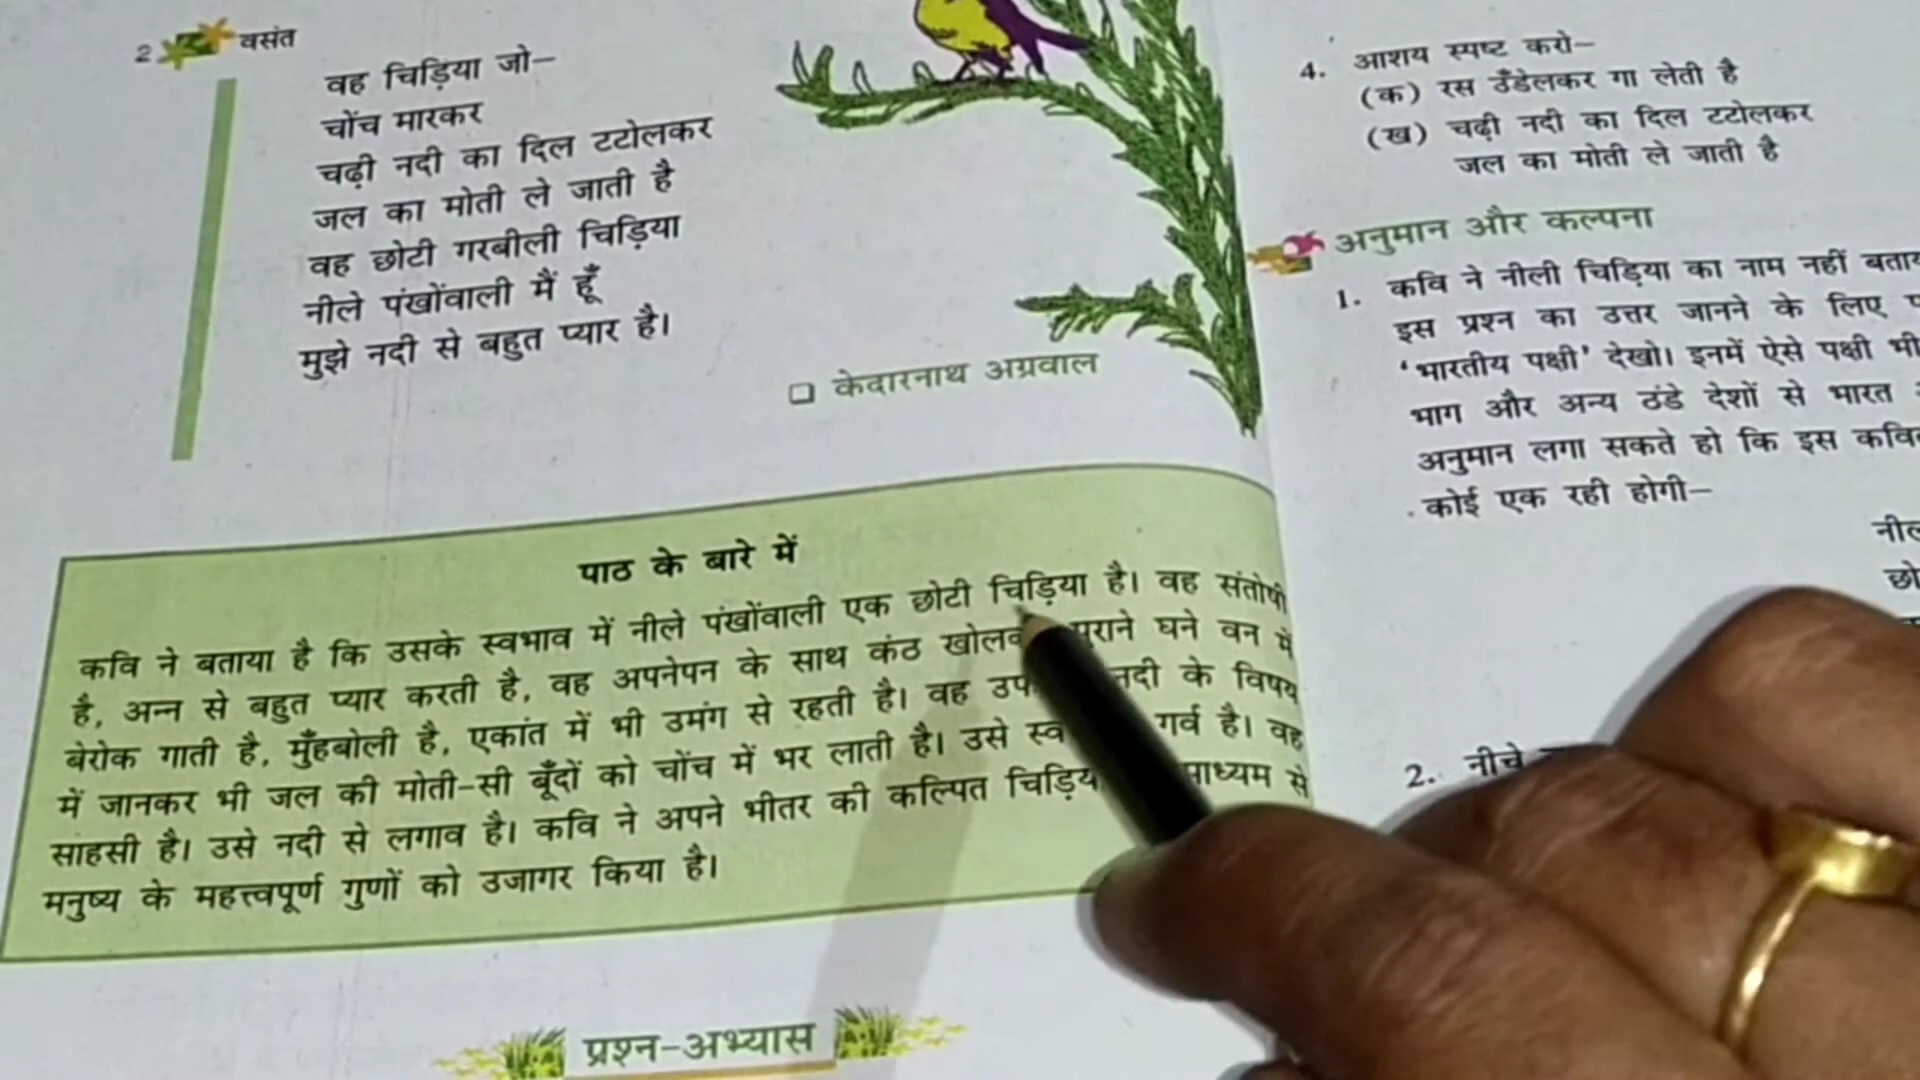 2 वसंत
वह चिड़िया जो–
चोंच मारकर
चढ़ी नदी का दिल टटोलकर
जल का मोती ले जाती है
वह छोटी गरबीली चिड़िया
नीले पंखोंवाली मैं हूँ
मुझे नदी से बहुत प्यार है।
❑ केदारनाथ अग्रवाल
पाठ के बारे में
कवि ने बताया है कि उसके स्वभाव में नीले पंखोंवाली एक छोटी चिड़िया है। वह संतोषी
है, अन्न से बहुत प्यार करती है, वह अपनेपन के साथ कंठ पुराने घने वन में
बेरोक गाती है, मुँहबोली है, एकांत में भी उमंग से रहती है। वह नदी के विषय
में जानकर भी जल की मोती-सी बूँदों को चोंच में भर लाती है। उसे गर्व है। वह
साहसी है। उसे नदी से लगाव है। कवि ने अपने भीतर की कल्पित माध्यम से
मनुष्य के महत्त्वपूर्ण गुणों को उजागर किया है।
प्रश्न-अभ्यास
4. आशय स्पष्ट करो–
(क) रस उँडेलकर गा लेती है
(ख) चढ़ी नदी का दिल टटोलकर
जल का मोती ले जाती है
अनुमान और कल्पना
1. कवि ने नीली चिड़िया का नाम नहीं
इस प्रश्न का उत्तर जानने के लिए
'भारतीय पक्षी' देखो। इनमें ऐसे पक्षी भी
भाग और अन्य ठंडे देशों से भारत
अनुमान लगा सकते हो कि इस
कोई एक रही होगी–
2. नीचे